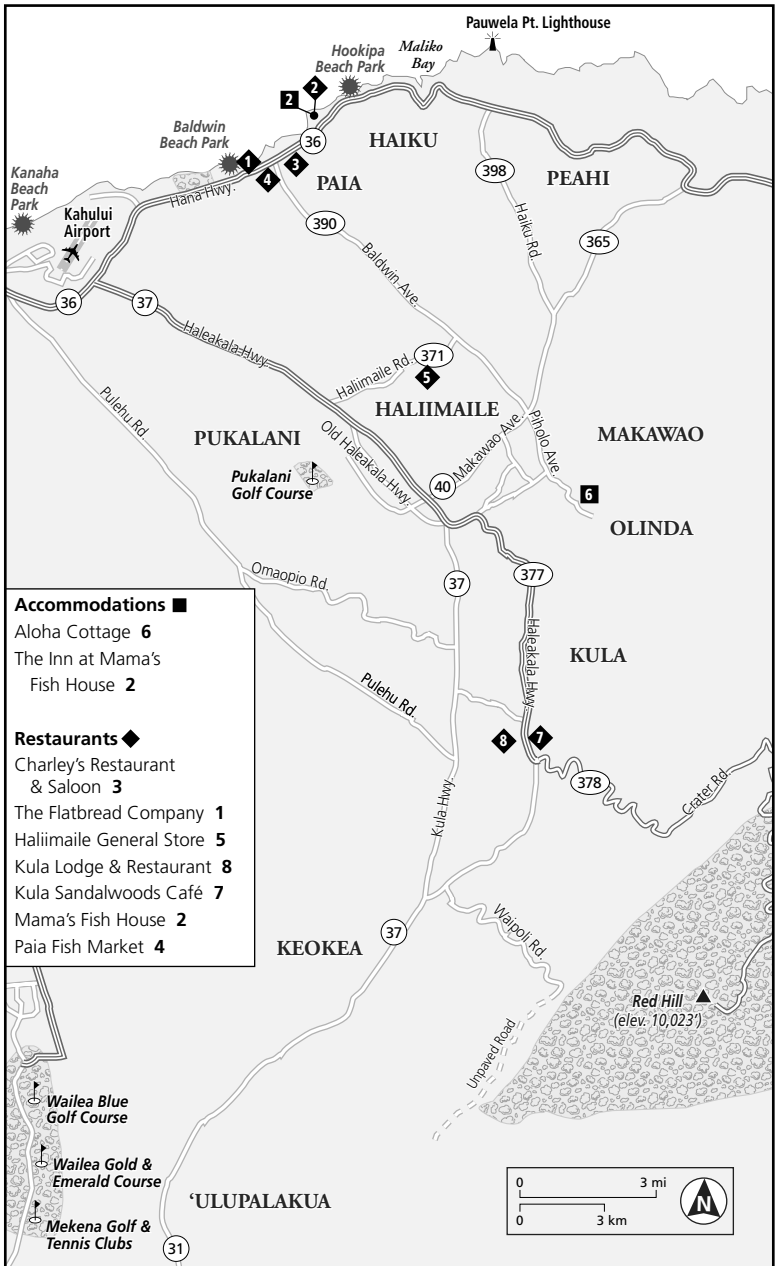 Pauwela Pt. Lighthouse
Hookipa
Beach Park
Maliko
Bay
2
2
Baldwin
Beach Park
36
HAIKU
Kanaha
Beach
Park
1
3
4
PAIA
398
PEAHI
Hana Hwy.
Kahului
Airport
390
Haiku Rd.
365
Baldwin Ave.
36
37
Haleakala Hwy.
Haliimaile Rd.
371
5
HALIIMAILE
Pulehu Rd.
PUKALANI
Old Haleakala Hwy.
Makawao Ave.
Piholo Ave.
MAKAWAO
Pukalani
Golf Course
40
6
OLINDA
Omaopio Rd.
37
377
Haleakala Hwy.
KULA
Accommodations ■
Aloha Cottage 6
The Inn at Mama's
Fish House 2
Restaurants ◆
Charley's Restaurant
& Saloon 3
The Flatbread Company 1
Haliimaile General Store 5
Kula Lodge & Restaurant 8
Kula Sandalwoods Café 7
Mama's Fish House 2
Paia Fish Market 4
Pulehu Rd.
8
7
378
Crater Rd.
Kula Hwy.
Waipoli Rd.
37
KEOKEA
Red Hill
(elev. 10,023')
Unpaved Road
Wailea Blue
Golf Course
Wailea Gold &
Emerald Course
Mekena Golf &
Tennis Clubs
'ULUPALAKUA
31
0 3 mi
0 3 km
N